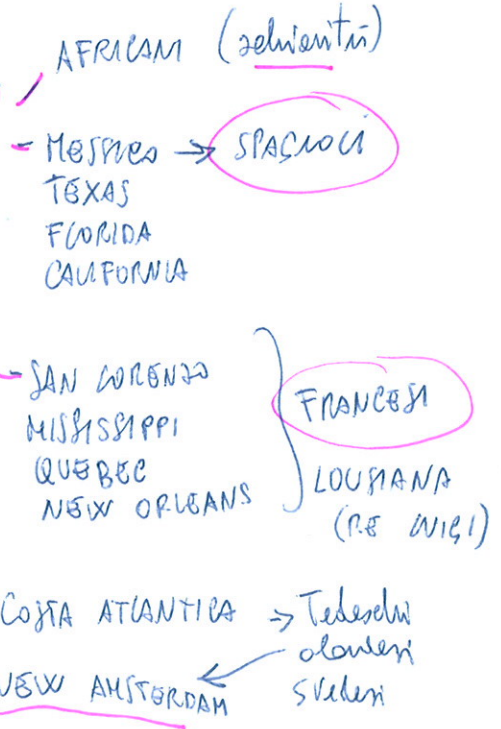 AFRICANI (schiavitù)
- MESSICO → SPAGNOLI
TEXAS
FLORIDA
CALIFORNIA
- SAN LORENZO
MISSISSIPPI
QUEBEC
NEW ORLEANS
FRANCESI
LOUSIANA
(RE LUIGI)
COSTA ATLANTICA → Tedeschi
olandesi
svedesi
NEW AMSTERDAM